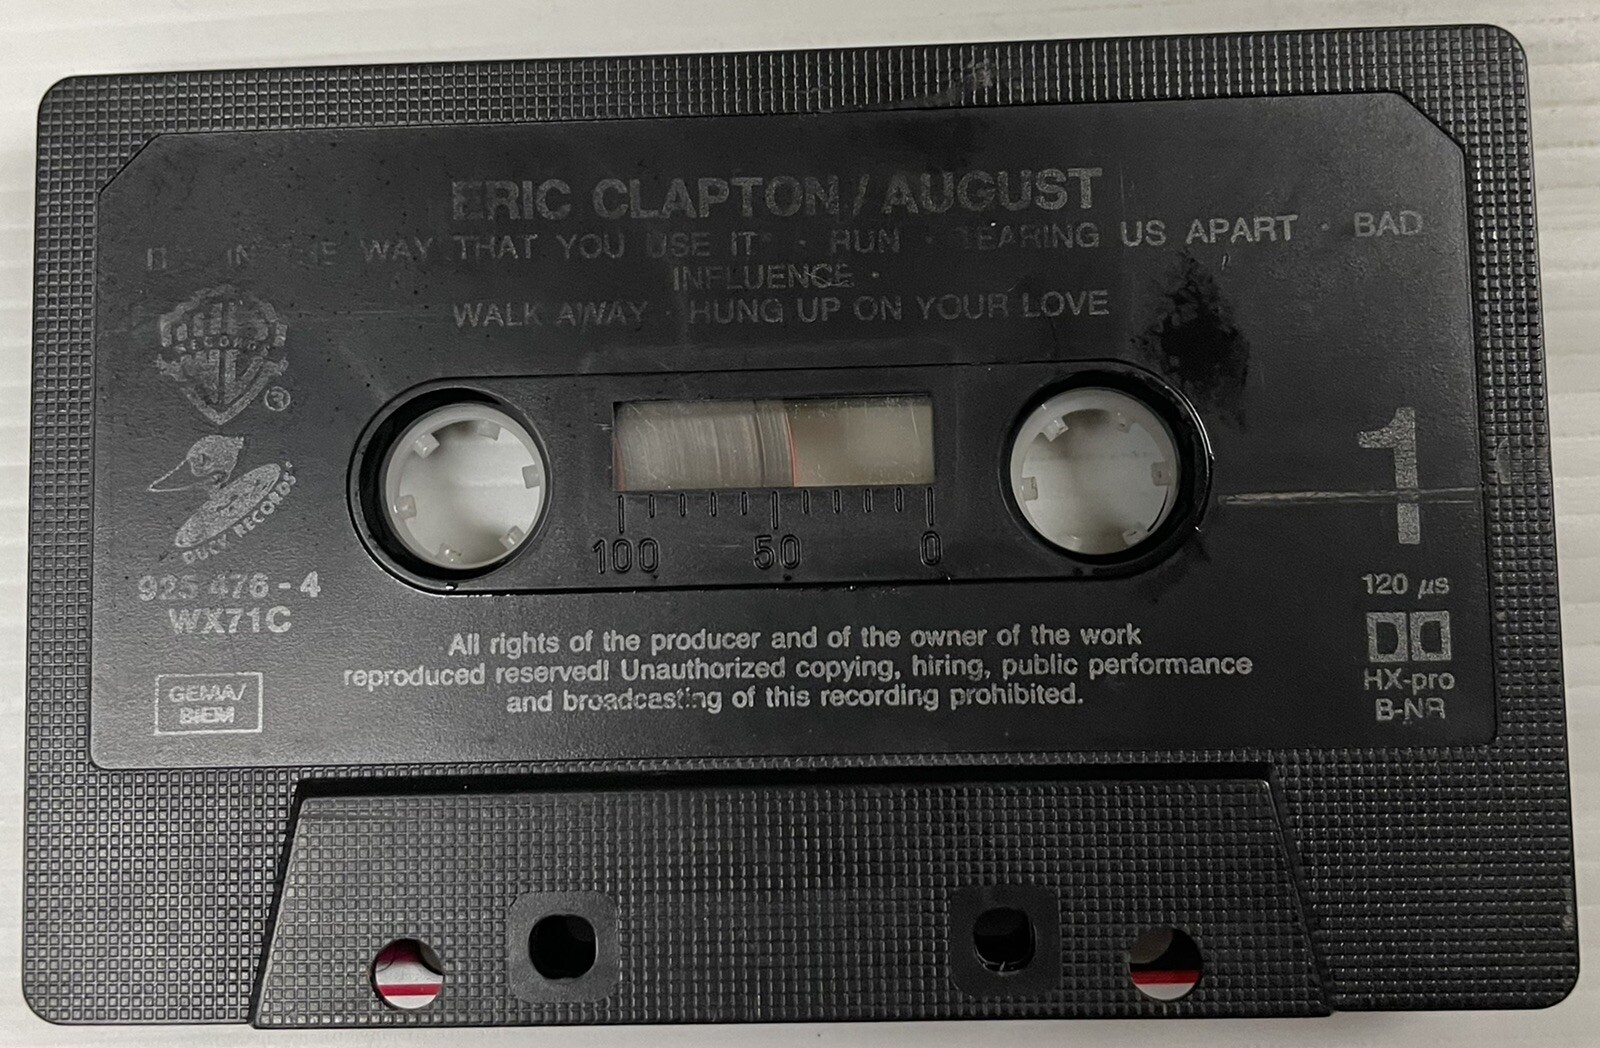 ERIC CLAPTON / AUGUST
IN THE WAY THAT YOU USE IT · RUN · TEARING US APART · BAD
INFLUENCE ·
WALK AWAY · HUNG UP ON YOUR LOVE
RECORDS
®
DUCK RECORDS
925 476 - 4
WX71C
GEMA/
BIEM
100 50 0
1
120 µs
HX-pro
B-NR
All rights of the producer and of the owner of the work
reproduced reserved! Unauthorized copying, hiring, public performance
and broadcasting of this recording prohibited.